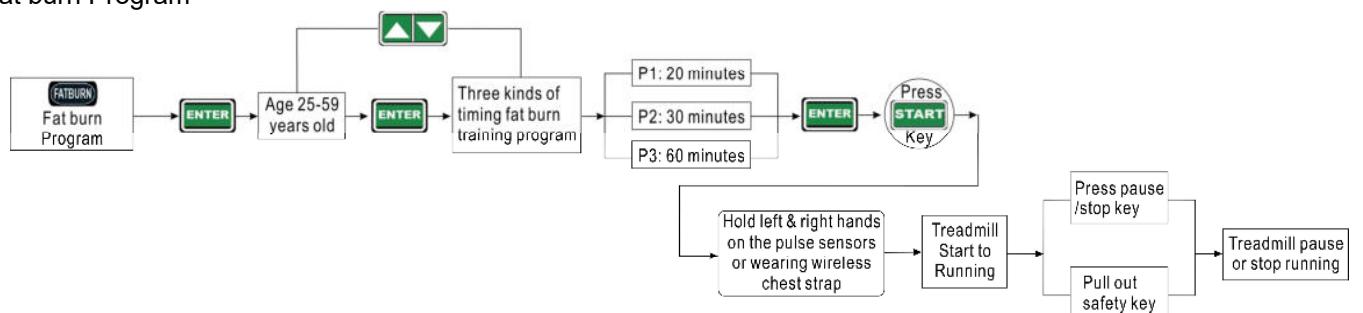 at burn Program
FATBURN
Fat burn
Program
ENTER
Age 25-59
years old
ENTER
Three kinds of
timing fat burn
training program
P1: 20 minutes
P2: 30 minutes
P3: 60 minutes
ENTER
Press
START
Key
Hold left & right hands
on the pulse sensors
or wearing wireless
chest strap
Treadmill
Start to
Running
Press pause
/stop key
Pull out
safety key
Treadmill pause
or stop running